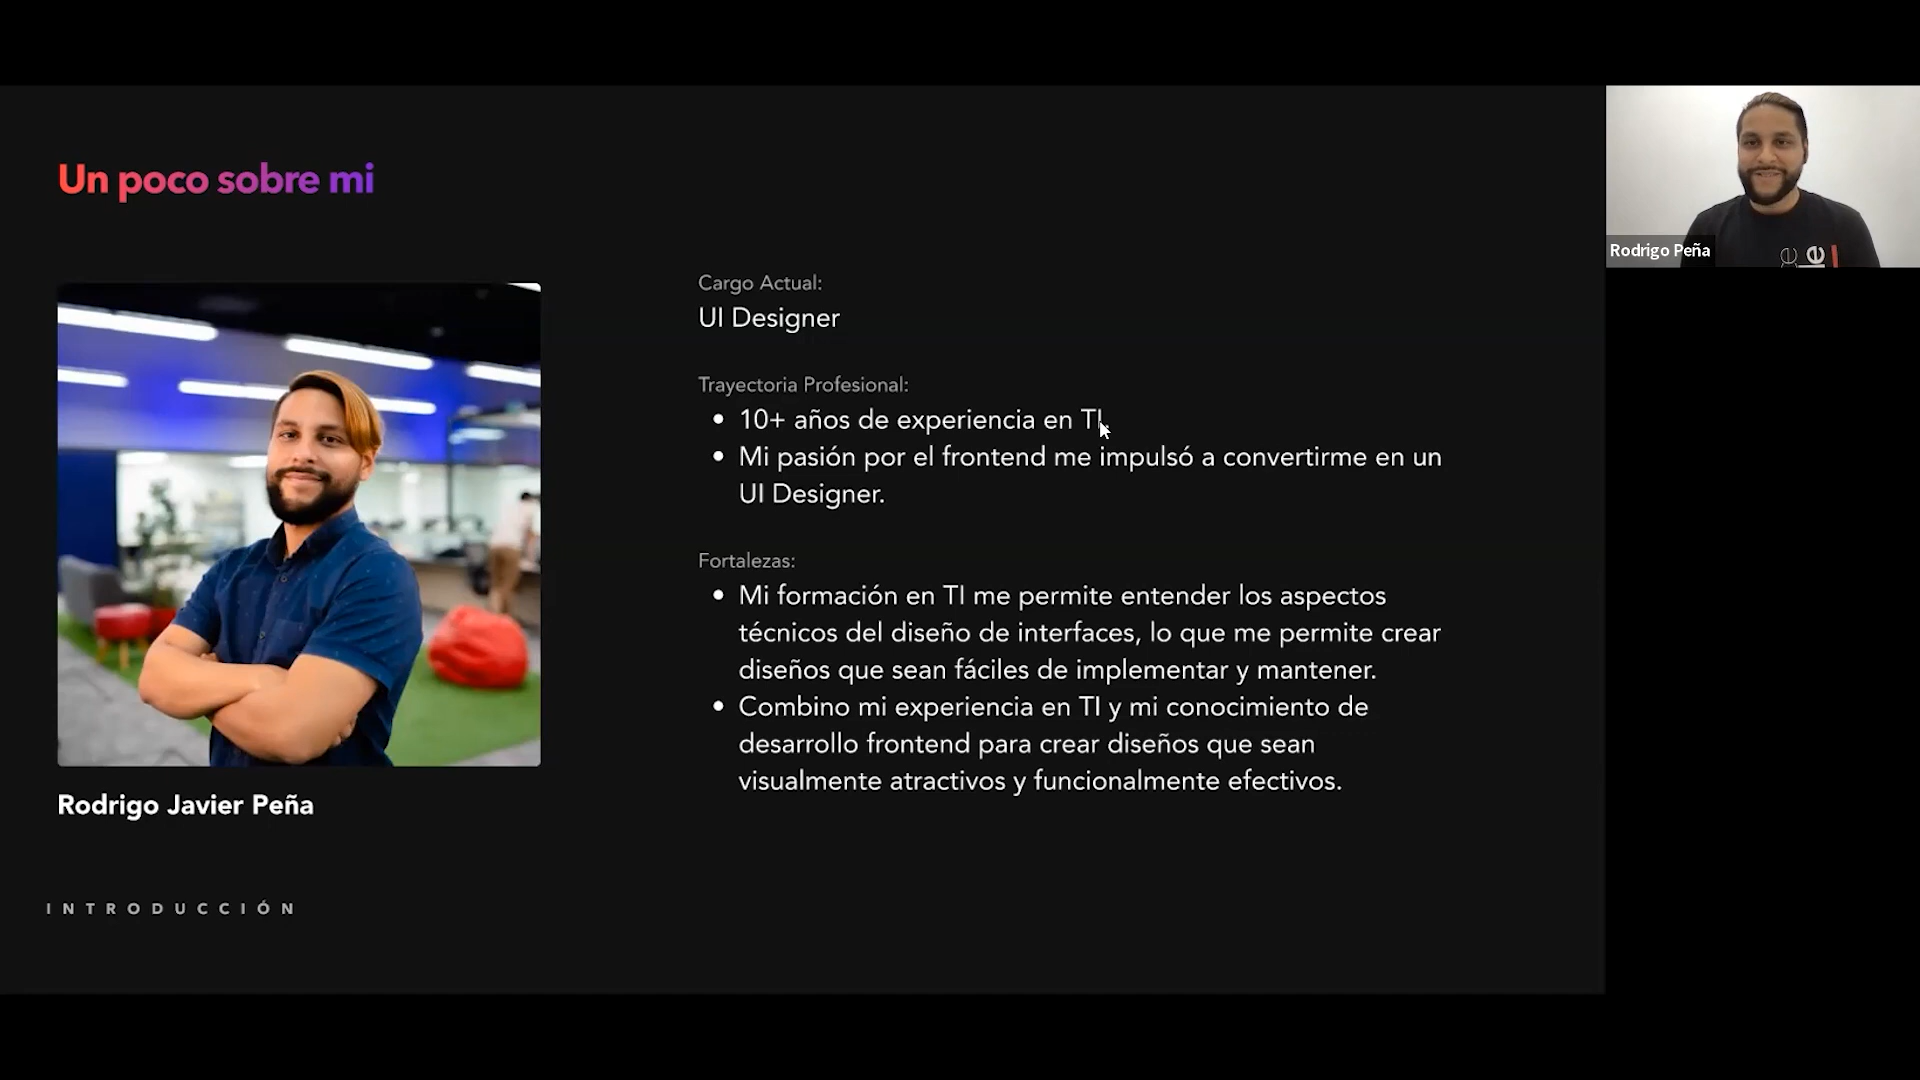 Un poco sobre mi
Rodrigo Peña
Cargo Actual:
UI Designer
Trayectoria Profesional:
10+ años de experiencia en TI.
Mi pasión por el frontend me impulsó a convertirme en un
UI Designer.
Fortalezas:
Mi formación en TI me permite entender los aspectos
técnicos del diseño de interfaces, lo que me permite crear
diseños que sean fáciles de implementar y mantener.
Combino mi experiencia en TI y mi conocimiento de
desarrollo frontend para crear diseños que sean
visualmente atractivos y funcionalmente efectivos.
Rodrigo Javier Peña
INTRODUCCIÓN